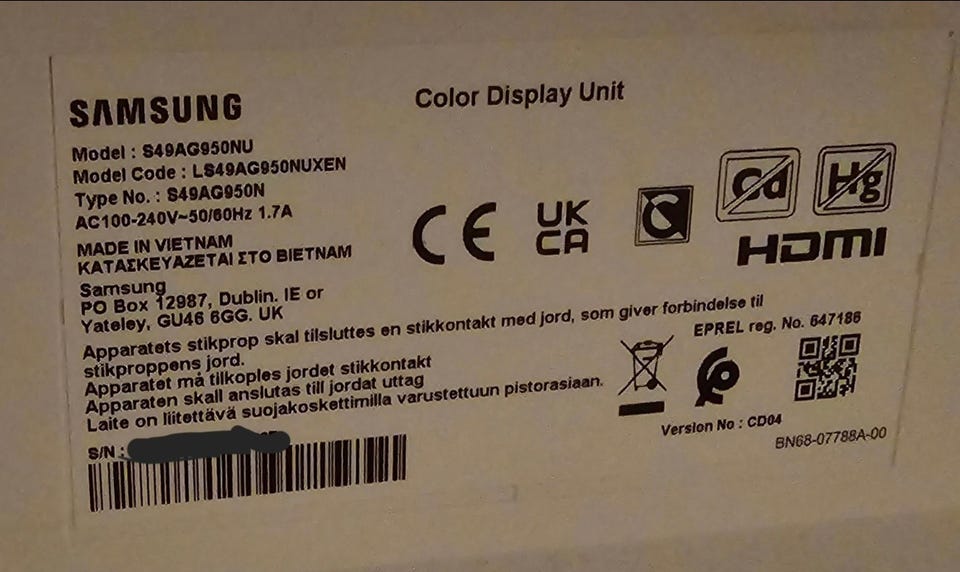 SAMSUNG
Color Display Unit
Model : S49AG950NU
Model Code : LS49AG950NUXEN
Type No. : S49AG950N
AC100-240V~50/60Hz 1.7A
MADE IN VIETNAM
ΚΑΤΑΣΚΕΥΑΖΕΤΑΙ ΣΤΟ ΒΙΕΤΝΑΜ
Samsung
PO Box 12987, Dublin. IE or
Yateley, GU46 6GG. UK
CE
UK
CA
Cd
Hg
HDMI
Apparatets stikprop skal tilsluttes en stikkontakt med jord, som giver forbindelse til
stikproppens jord.
Apparatet må tilkoples jordet stikkontakt
Apparaten skall anslutas till jordat uttag
Laite on liitettävä suojakoskettimilla varustettuun pistorasiaan.
EPREL reg. No. 647186
Version No : CD04
BN68-07788A-00
S/N :